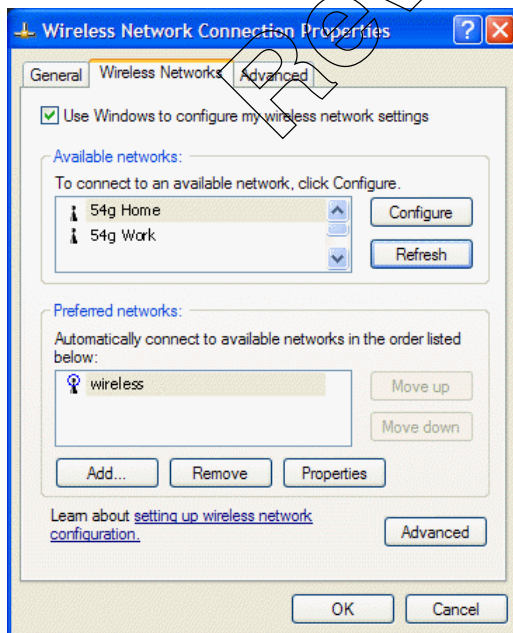 Wireless Network Connection Properties
General Wireless Networks Advanced
Use Windows to configure my wireless network settings
Available networks:
To connect to an available network, click Configure.
54g Home
Configure
54g Work
Refresh
Preferred networks:
Automatically connect to available networks in the order listed
below:
wireless
Move up
Move down
Add... Remove Properties
Learn about setting up wireless network
configuration.
Advanced
OK Cancel